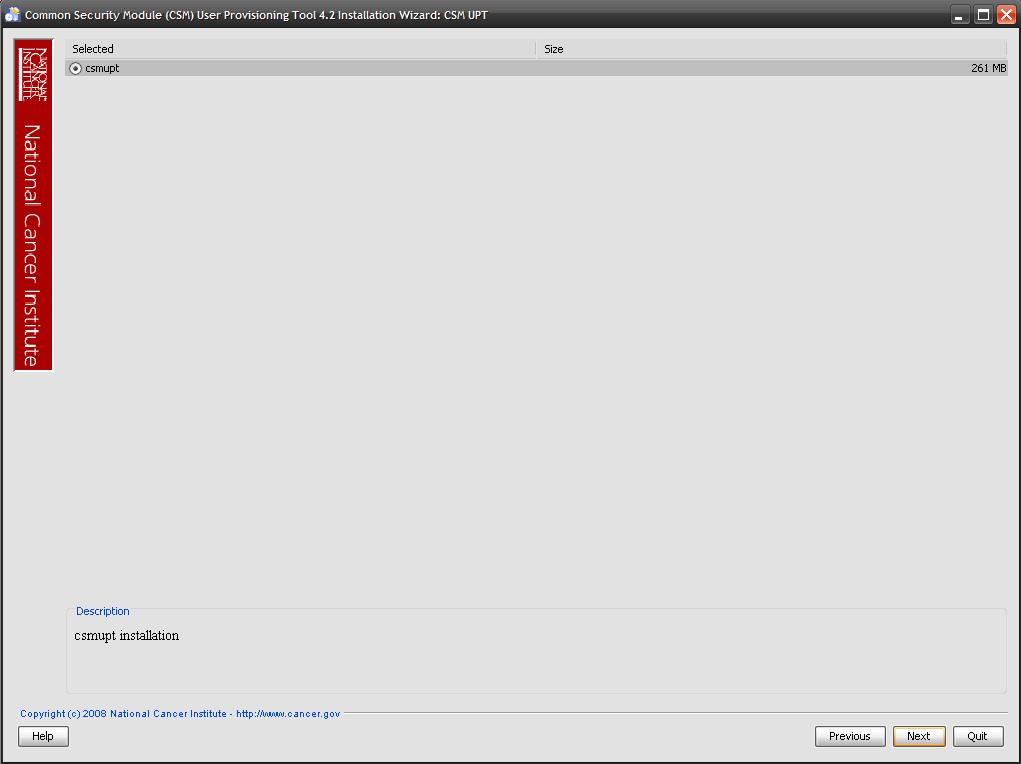 Common Security Module (CSM) User Provisioning Tool 4.2 Installation Wizard: CSM UPT
Selected Size
csmupt 261 MB
NATIONAL
CANCER
INSTITUTE
National Cancer Institute
Description
csmupt installation
Copyright (c) 2008 National Cancer Institute - http://www.cancer.gov
Help Previous Next Quit